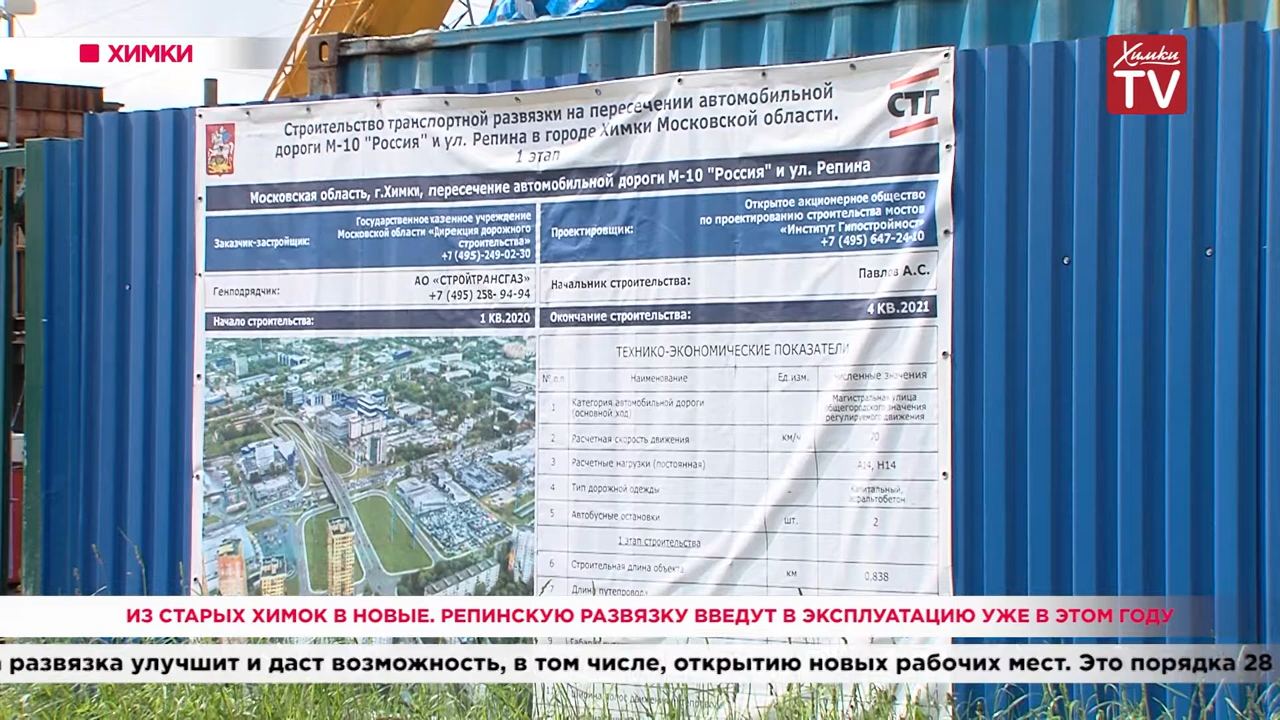 ХИМКИ
Химки
TV
СТГ
Строительство транспортной развязки на пересечении автомобильной
дороги М-10 "Россия" и ул. Репина в городе Химки Московской области.
1 этап
Московская область, г.Химки, пересечение автомобильной дороги М-10 "Россия" и ул. Репина
Заказчик-застройщик:
Государственное казенное учреждение
Московской области «Дирекция дорожного
строительства»
+7 (495)-249-02-30
Проектировщик:
Открытое акционерное общество
по проектированию строительства мостов
«Институт Гипростроймост»
+7 (495) 647-24-10
Генподрядчик:
АО «СТРОЙТРАНСГАЗ»
+7 (495) 258- 94-94
Начальник строительства:
Павлов А.С.
Начало строительства:
1 КВ.2020
Окончание строительства:
4 КВ.2021
ТЕХНИКО-ЭКОНОМИЧЕСКИЕ ПОКАЗАТЕЛИ
№ п.п Наименование Ед.изм. Численные значения
1 Категория автомобильной дороги
(основной ход)
Магистральная улица
общегородского значения
регулируемого движения
2 Расчетная скорость движения км/ч 70
3 Расчетные нагрузки (постоянная) А14, Н14
4 Тип дорожной одежды - Капитальный,
асфальтобетон
5 Автобусные остановки шт. 2
1 этап строительства
6 Строительная длина объекта км 0,838
7 Длина путепровода
ИЗ СТАРЫХ ХИМОК В НОВЫЕ. РЕПИНСКУЮ РАЗВЯЗКУ ВВЕДУТ В ЭКСПЛУАТАЦИЮ УЖЕ В ЭТОМ ГОДУ
а развязка улучшит и даст возможность, в том числе, открытию новых рабочих мест. Это порядка 28